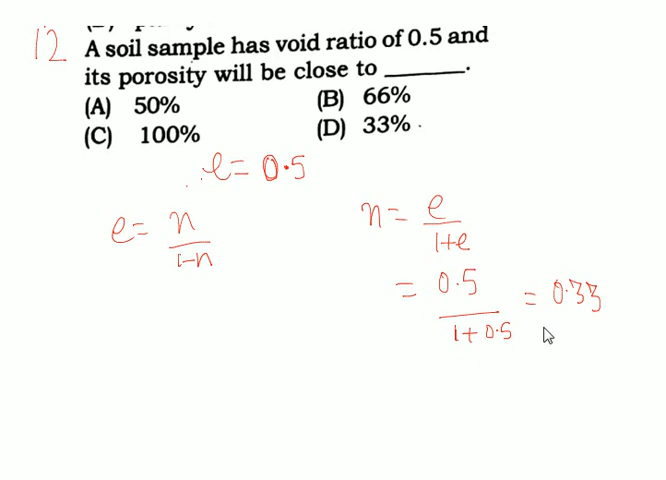 12
A soil sample has void ratio of 0.5 and
its porosity will be close to ______.
(A) 50% (B) 66%
(C) 100% (D) 33%
e = 0.5
e = n / 1-n
n = e / 1+e
= 0.5 / 1+0.5 = 0.33